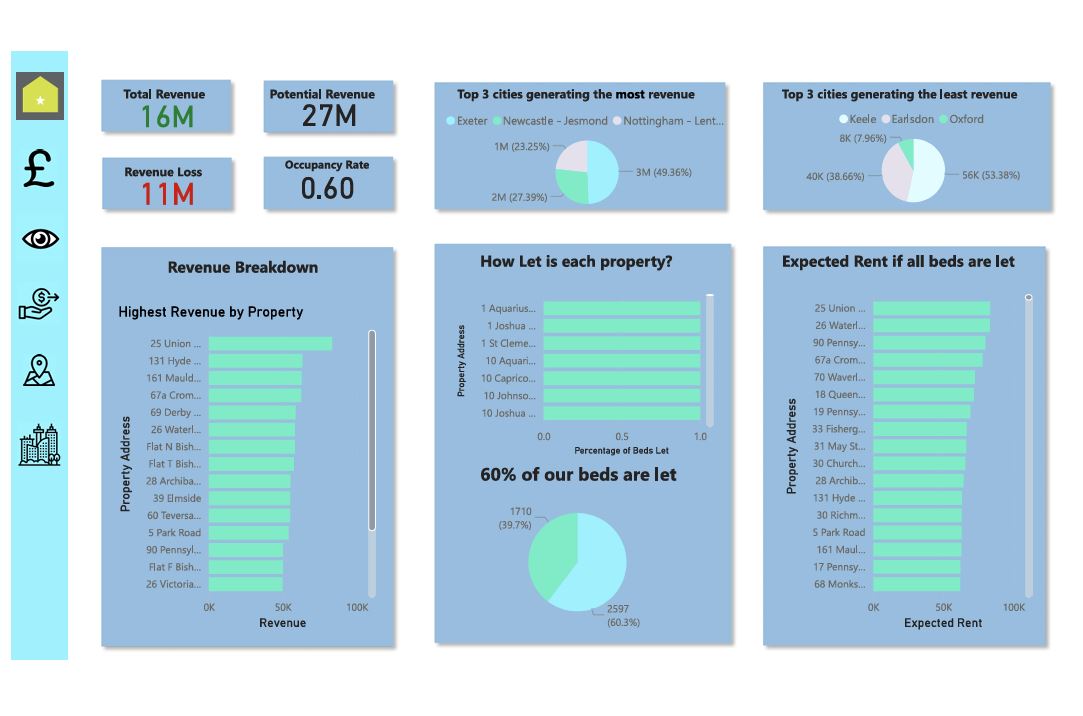 Total Revenue
16M
Potential Revenue
27M
Revenue Loss
11M
Occupancy Rate
0.60
Top 3 cities generating the most revenue
Exeter Newcastle - Jesmond Nottingham - Lent...
1M (23.25%)
3M (49.36%)
2M (27.39%)
Top 3 cities generating the least revenue
Keele Earlsdon Oxford
8K (7.96%)
40K (38.66%)
56K (53.38%)
£
Revenue Breakdown
Highest Revenue by Property
Property Address
25 Union ...
131 Hyde ...
161 Mauld...
67a Crom...
69 Derby ...
26 Waterl...
Flat N Bish...
Flat T Bish...
28 Archiba...
39 Elmside
60 Teversa...
5 Park Road
90 Pennsyl...
Flat F Bish...
26 Victoria...
0K 50K 100K
Revenue
How Let is each property?
Property Address
1 Aquarius...
1 Joshua ...
1 St Cleme...
10 Aquari...
10 Caprico...
10 Johnso...
10 Joshua ...
0.0 0.5 1.0
Percentage of Beds Let
60% of our beds are let
1710
(39.7%)
2597
(60.3%)
Expected Rent if all beds are let
Property Address
25 Union ...
26 Waterl...
90 Pennsy...
67a Crom...
70 Waverl...
18 Queen...
19 Pennsy...
33 Fisherg...
31 May St...
30 Church...
28 Archib...
131 Hyde ...
30 Richm...
5 Park Road
161 Maul...
17 Pennsy...
68 Monks...
0K 50K 100K
Expected Rent